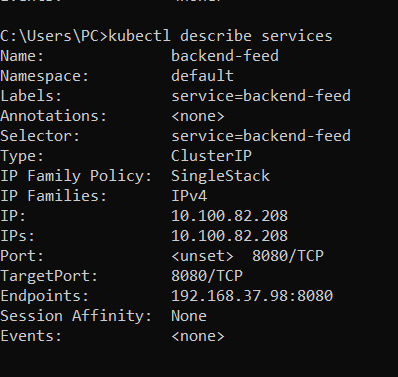 C:\Users\PC>kubectl describe services
Name:              backend-feed
Namespace:         default
Labels:            service=backend-feed
Annotations:       <none>
Selector:          service=backend-feed
Type:              ClusterIP
IP Family Policy:  SingleStack
IP Families:       IPv4
IP:                10.100.82.208
IPs:               10.100.82.208
Port:              <unset>  8080/TCP
TargetPort:        8080/TCP
Endpoints:         192.168.37.98:8080
Session Affinity:  None
Events:            <none>